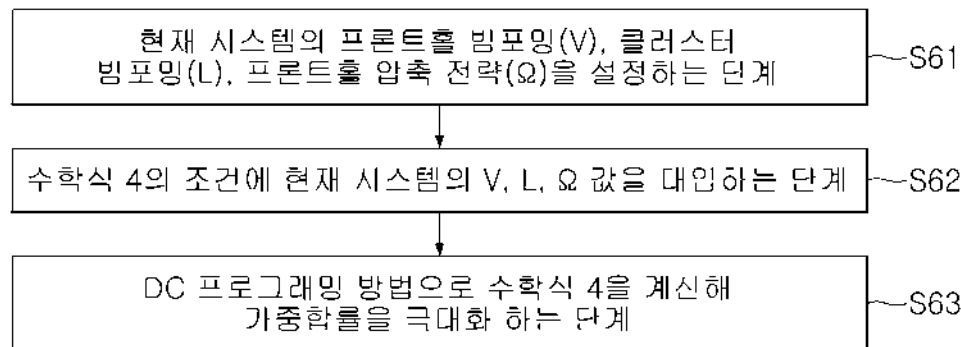 현재 시스템의 프론트홀 빔포밍(V), 클러스터
빔포밍(L), 프론트홀 압축 전략(Ω)을 설정하는 단계
S61
수학식 4의 조건에 현재 시스템의 V, L, Ω 값을 대입하는 단계
S62
DC 프로그래밍 방법으로 수학식 4을 계산해
가중합률을 극대화 하는 단계
S63